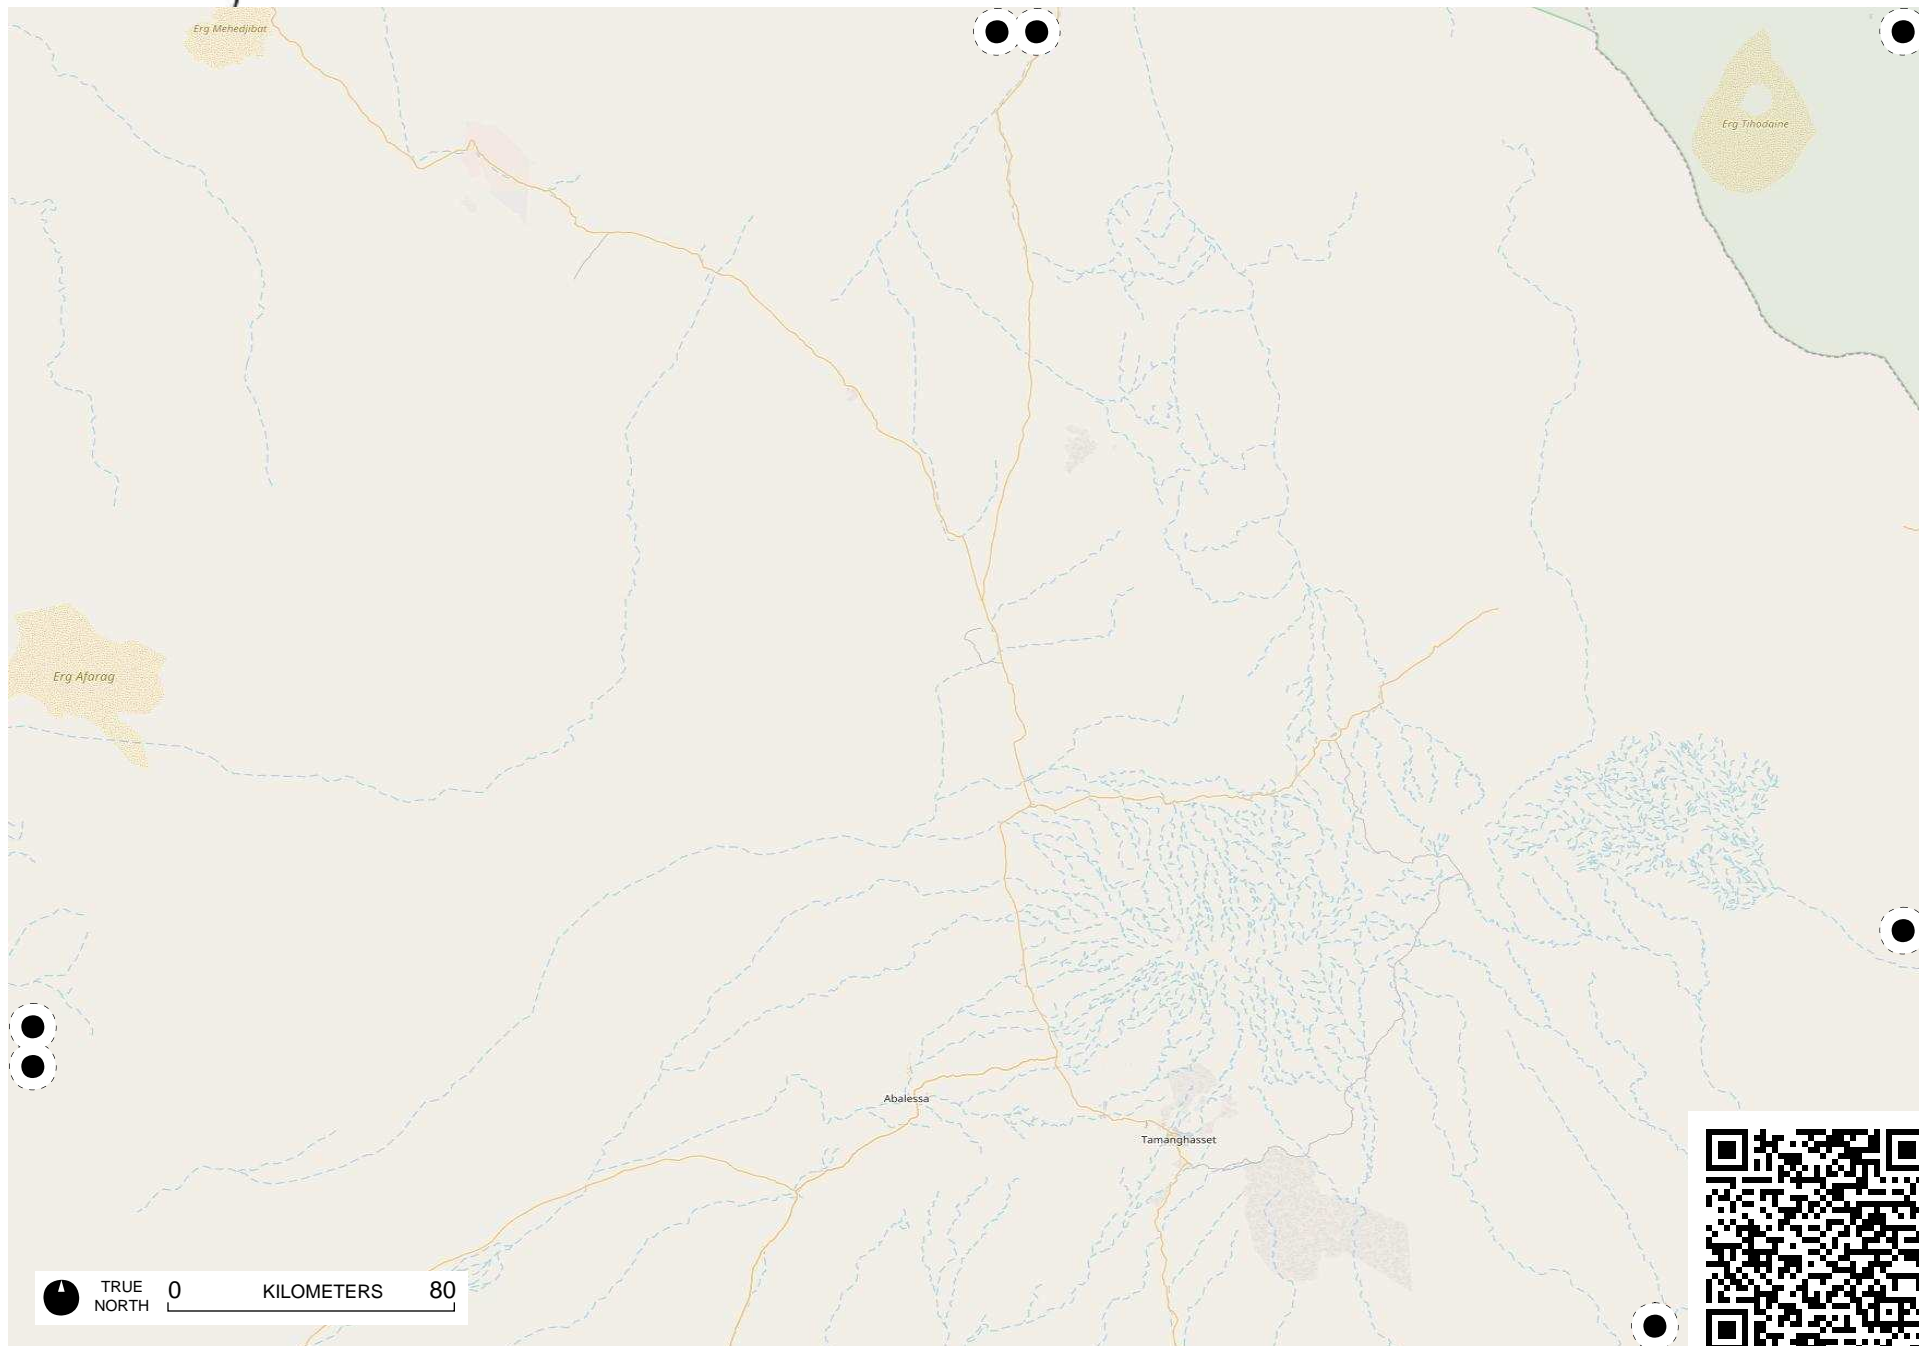 Erg Mehedjibat
Erg Tihodaine
Erg Afarag
Abalessa
Tamanghasset
TRUE
NORTH
0 KILOMETERS 80